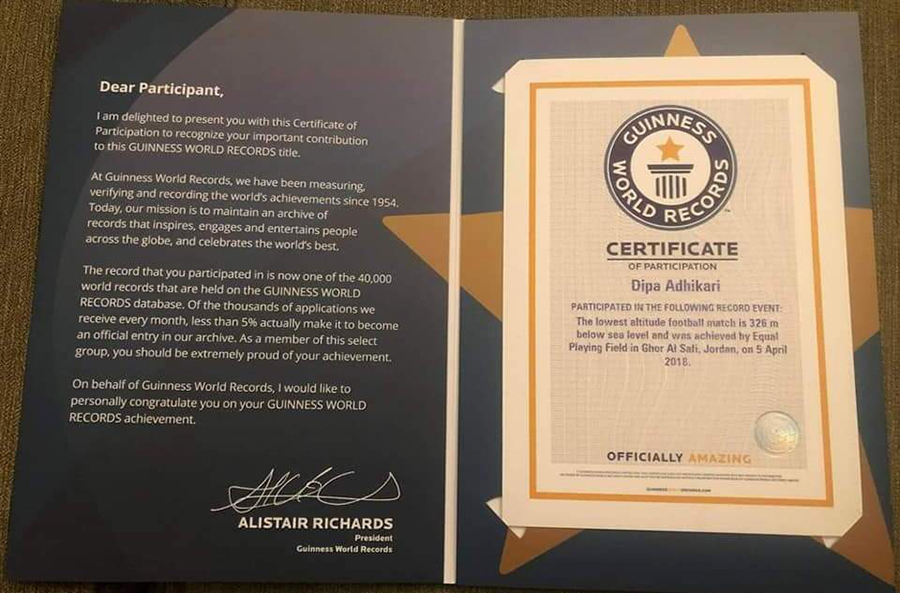 Dear Participant,
I am delighted to present you with this Certificate of
Participation to recognize your important contribution
to this GUINNESS WORLD RECORDS title.
At Guinness World Records, we have been measuring,
verifying and recording the world's achievements since 1954.
Today, our mission is to maintain an archive of
records that inspires, engages and entertains people
across the globe, and celebrates the world's best.
The record that you participated in is now one of the 40,000
world records that are held on the GUINNESS WORLD
RECORDS database. Of the thousands of applications we
receive every month, less than 5% actually make it to become
an official entry in our archive. As a member of this select
group, you should be extremely proud of your achievement.
On behalf of Guinness World Records, I would like to
personally congratulate you on your GUINNESS WORLD
RECORDS achievement.
ALISTAIR RICHARDS
President
Guinness World Records
GUINNESS
WORLD RECORDS
CERTIFICATE
OF PARTICIPATION
Dipa Adhikari
PARTICIPATED IN THE FOLLOWING RECORD EVENT:
The lowest altitude football match is 326 m
below sea level and was achieved by Equal
Playing Field in Ghor Al Safi, Jordan, on 5 April
2018.
OFFICIALLY AMAZING
GUINNESSWORLDRECORDS.COM